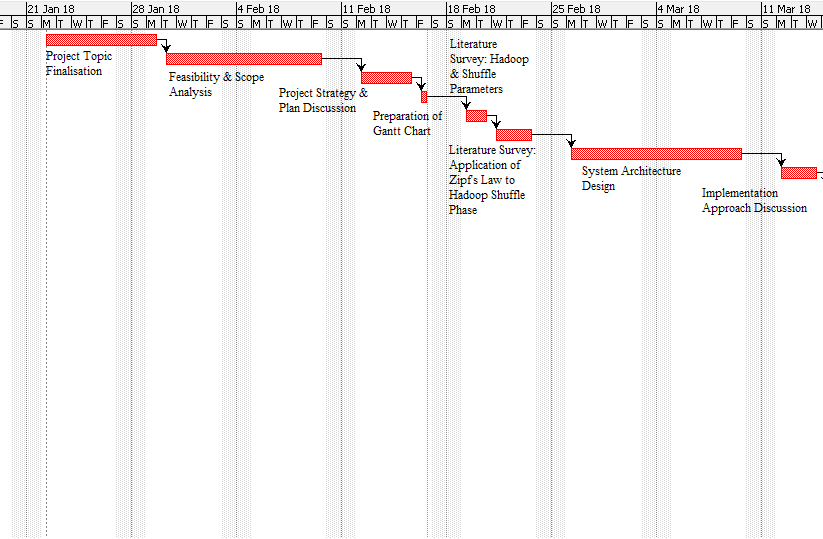 21 Jan 18 28 Jan 18 4 Feb 18 11 Feb 18 18 Feb 18 25 Feb 18 4 Mar 18 11 Mar 18
F S S M T W T F S S M T W T F S S M T W T F S S M T W T F S S M T W T F S S M T W T F S S M T W T F S S M T W
Project Topic
Finalisation
Feasibility & Scope
Analysis
Project Strategy &
Plan Discussion
Preparation of
Gantt Chart
Literature
Survey: Hadoop
& Shuffle
Parameters
Literature Survey:
Application of
Zipf's Law to
Hadoop Shuffle
Phase
System Architecture
Design
Implementation
Approach Discussion